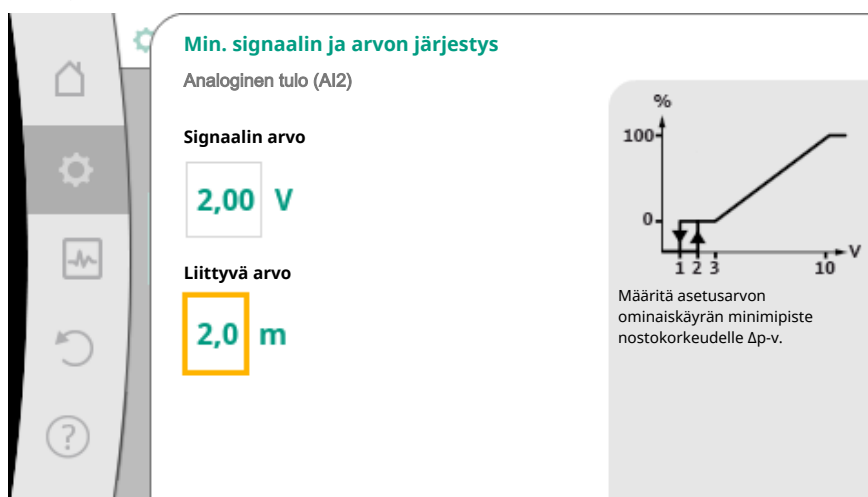 Min. signaalin ja arvon järjestys
Analoginen tulo (AI2)
Signaalin arvo
2,00 V
Liittyvä arvo
2,0 m
%
100
0
1 2 3 10 V
Määritä asetusarvon
ominaiskäyrän minimipiste
nostokorkeudelle Δp-v.
?